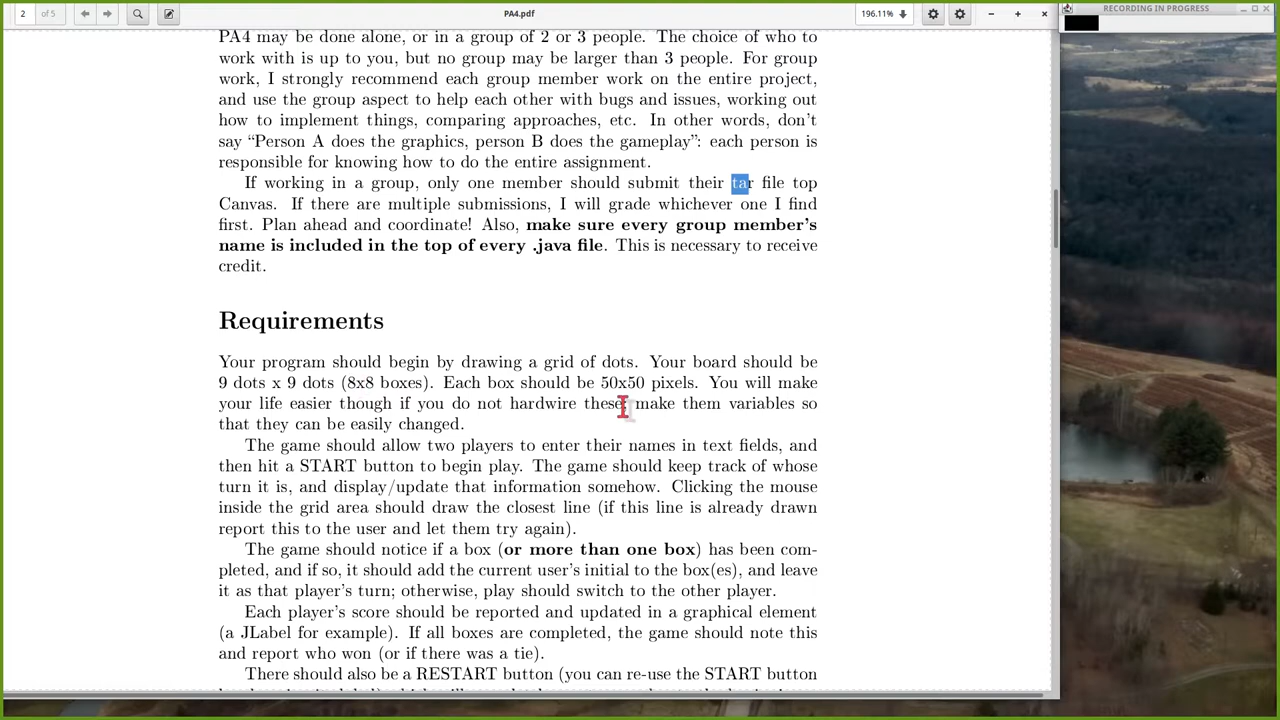 2 of 5
PA4.pdf
196.11%
RECORDING IN PROGRESS
PA4 may be done alone, or in a group of 2 or 3 people. The choice of who to
work with is up to you, but no group may be larger than 3 people. For group
work, I strongly recommend each group member work on the entire project,
and use the group aspect to help each other with bugs and issues, working out
how to implement things, comparing approaches, etc. In other words, don't
say “Person A does the graphics, person B does the gameplay”: each person is
responsible for knowing how to do the entire assignment.
If working in a group, only one member should submit their tar file top
Canvas. If there are multiple submissions, I will grade whichever one I find
first. Plan ahead and coordinate! Also, make sure every group member's
name is included in the top of every .java file. This is necessary to receive
credit.
Requirements
Your program should begin by drawing a grid of dots. Your board should be
9 dots x 9 dots (8x8 boxes). Each box should be 50x50 pixels. You will make
your life easier though if you do not hardwire these: make them variables so
that they can be easily changed.
The game should allow two players to enter their names in text fields, and
then hit a START button to begin play. The game should keep track of whose
turn it is, and display/update that information somehow. Clicking the mouse
inside the grid area should draw the closest line (if this line is already drawn
report this to the user and let them try again).
The game should notice if a box (or more than one box) has been com-
pleted, and if so, it should add the current user's initial to the box(es), and leave
it as that player's turn; otherwise, play should switch to the other player.
Each player's score should be reported and updated in a graphical element
(a JLabel for example). If all boxes are completed, the game should note this
and report who won (or if there was a tie).
There should also be a RESTART button (you can re-use the START button